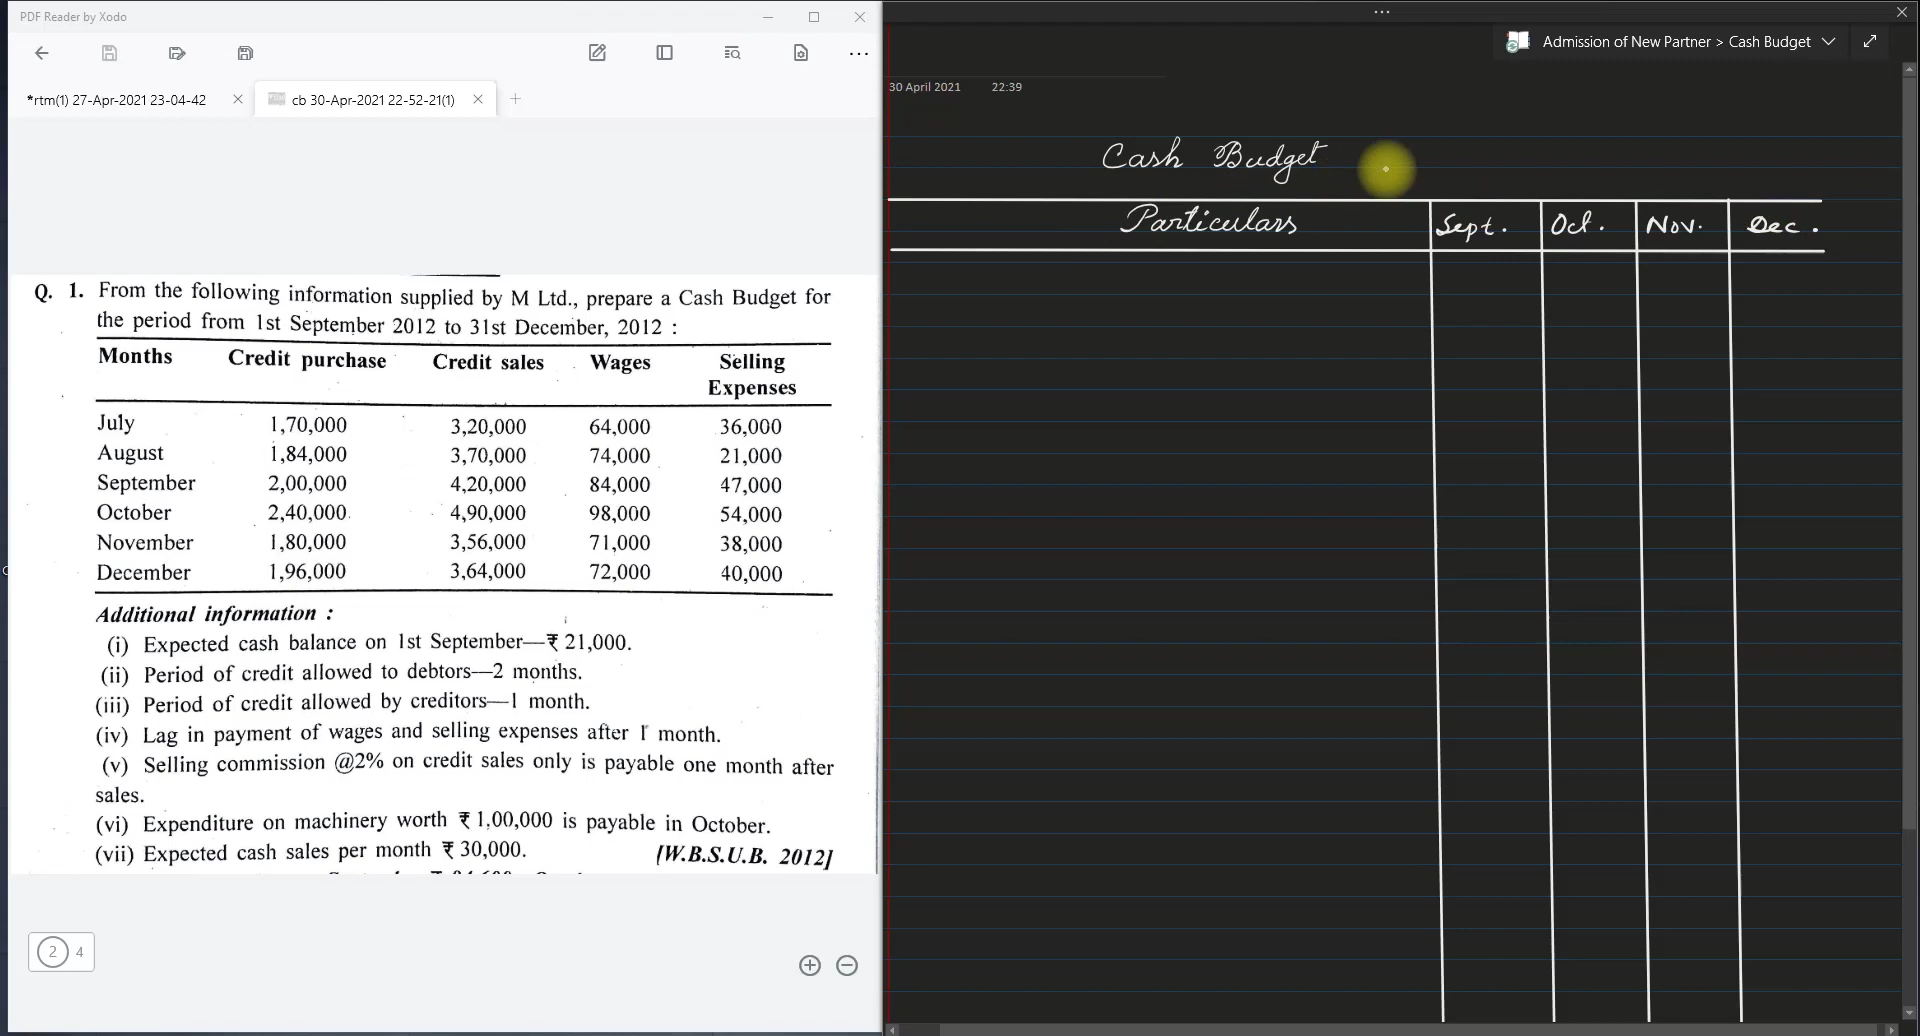 PDF Reader by Xodo
*rtm(1) 27-Apr-2021 23-04-42
cb 30-Apr-2021 22-52-21(1)
Q. 1. From the following information supplied by M Ltd., prepare a Cash Budget for
the period from 1st September 2012 to 31st December, 2012 :
Months Credit purchase Credit sales Wages Selling
Expenses
July 1,70,000 3,20,000 64,000 36,000
August 1,84,000 3,70,000 74,000 21,000
September 2,00,000 4,20,000 84,000 47,000
October 2,40,000 4,90,000 98,000 54,000
November 1,80,000 3,56,000 71,000 38,000
December 1,96,000 3,64,000 72,000 40,000
Additional information :
(i) Expected cash balance on 1st September—₹ 21,000.
(ii) Period of credit allowed to debtors—2 months.
(iii) Period of credit allowed by creditors—1 month.
(iv) Lag in payment of wages and selling expenses after 1 month.
(v) Selling commission @2% on credit sales only is payable one month after
sales.
(vi) Expenditure on machinery worth ₹ 1,00,000 is payable in October.
(vii) Expected cash sales per month ₹ 30,000. [W.B.S.U.B. 2012]
2 4
Admission of New Partner > Cash Budget
30 April 2021 22:39
Cash Budget
Particulars Sept. Oct. Nov. Dec.